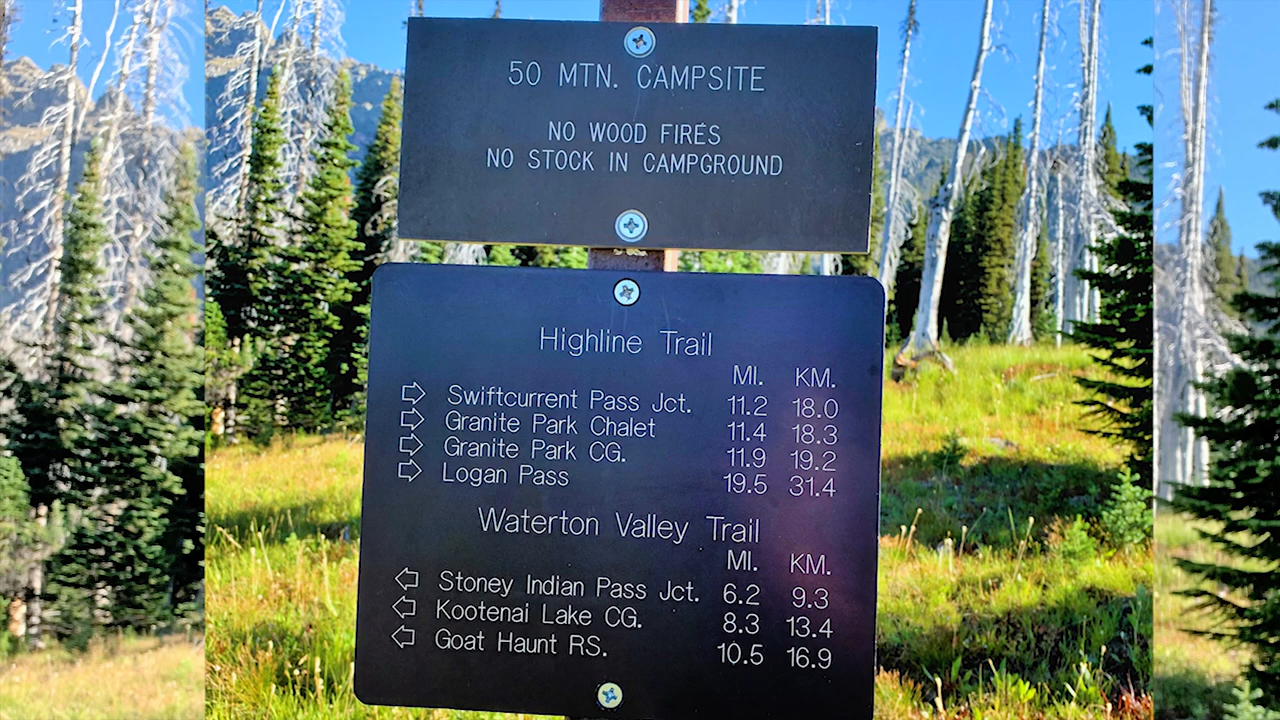 50 MTN. CAMPSITE
NO WOOD FIRES
NO STOCK IN CAMPGROUND
Highline Trail
MI. KM.
⇨ Swiftcurrent Pass Jct. 11.2 18.0
⇨ Granite Park Chalet 11.4 18.3
⇨ Granite Park CG. 11.9 19.2
⇨ Logan Pass 19.5 31.4
Waterton Valley Trail
MI. KM.
⇦ Stoney Indian Pass Jct. 6.2 9.3
⇦ Kootenai Lake CG. 8.3 13.4
⇦ Goat Haunt RS. 10.5 16.9